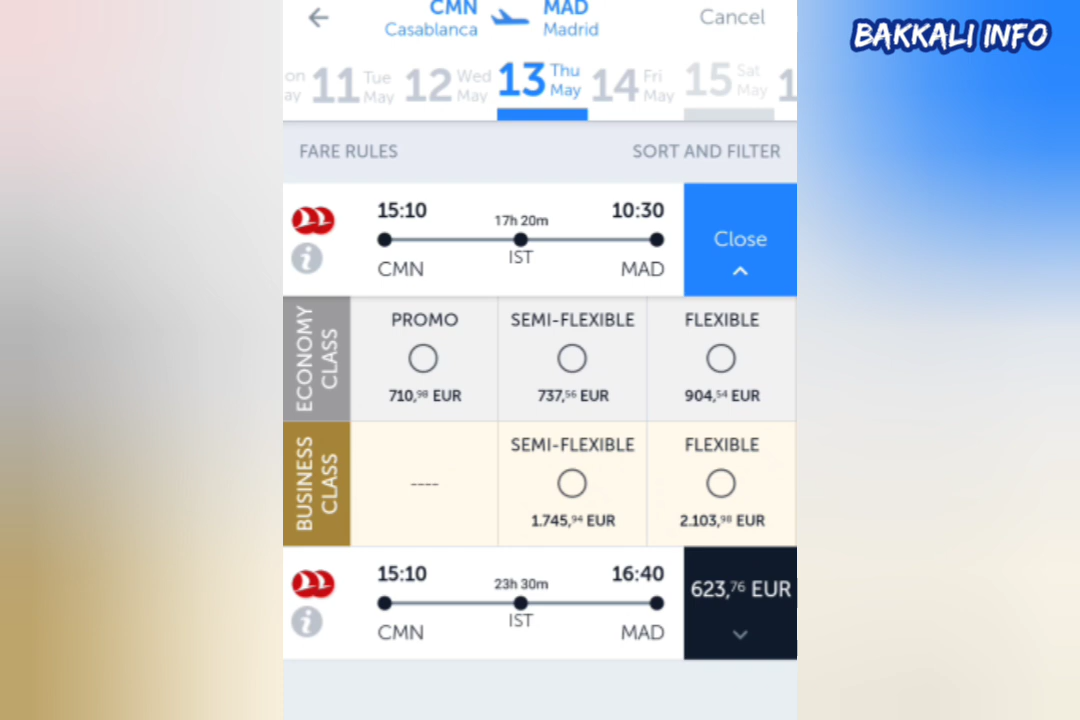 BAKKALI INFO
CMN MAD
Casablanca Madrid
Cancel
on ay 11 Tue May 12 Wed May 13 Thu May 14 Fri May 15 Sat May 1
FARE RULES SORT AND FILTER
15:10 17h 20m 10:30
Close
CMN IST MAD
ECONOMY CLASS
PROMO SEMI-FLEXIBLE FLEXIBLE
710,98 EUR 737,56 EUR 904,54 EUR
BUSINESS CLASS
SEMI-FLEXIBLE FLEXIBLE
----
1.745,94 EUR 2.103,98 EUR
15:10 23h 30m 16:40
623,76 EUR
CMN IST MAD